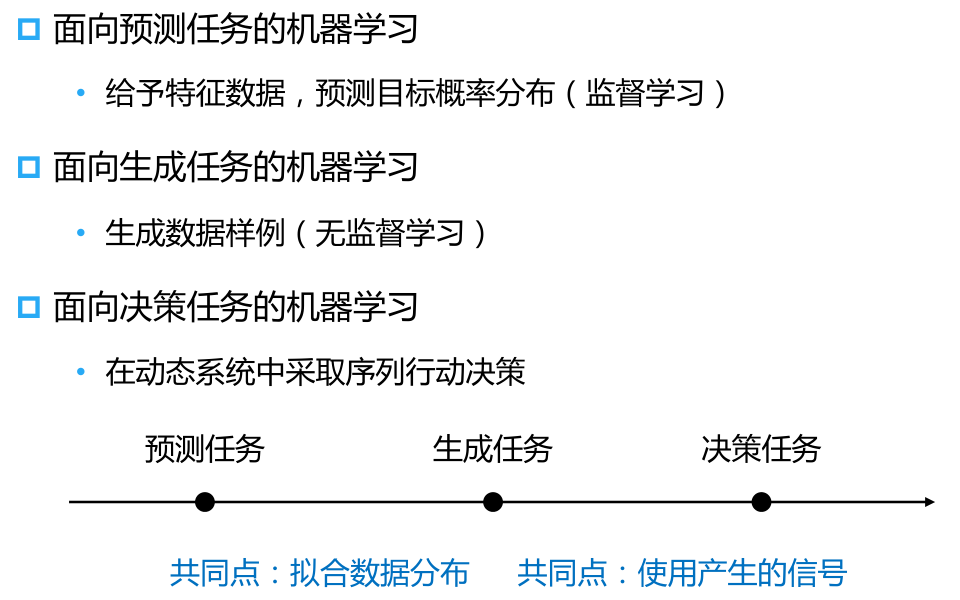 面向预测任务的机器学习
• 给予特征数据，预测目标概率分布（监督学习）
面向生成任务的机器学习
• 生成数据样例（无监督学习）
面向决策任务的机器学习
• 在动态系统中采取序列行动决策
预测任务 生成任务 决策任务
共同点：拟合数据分布 共同点：使用产生的信号